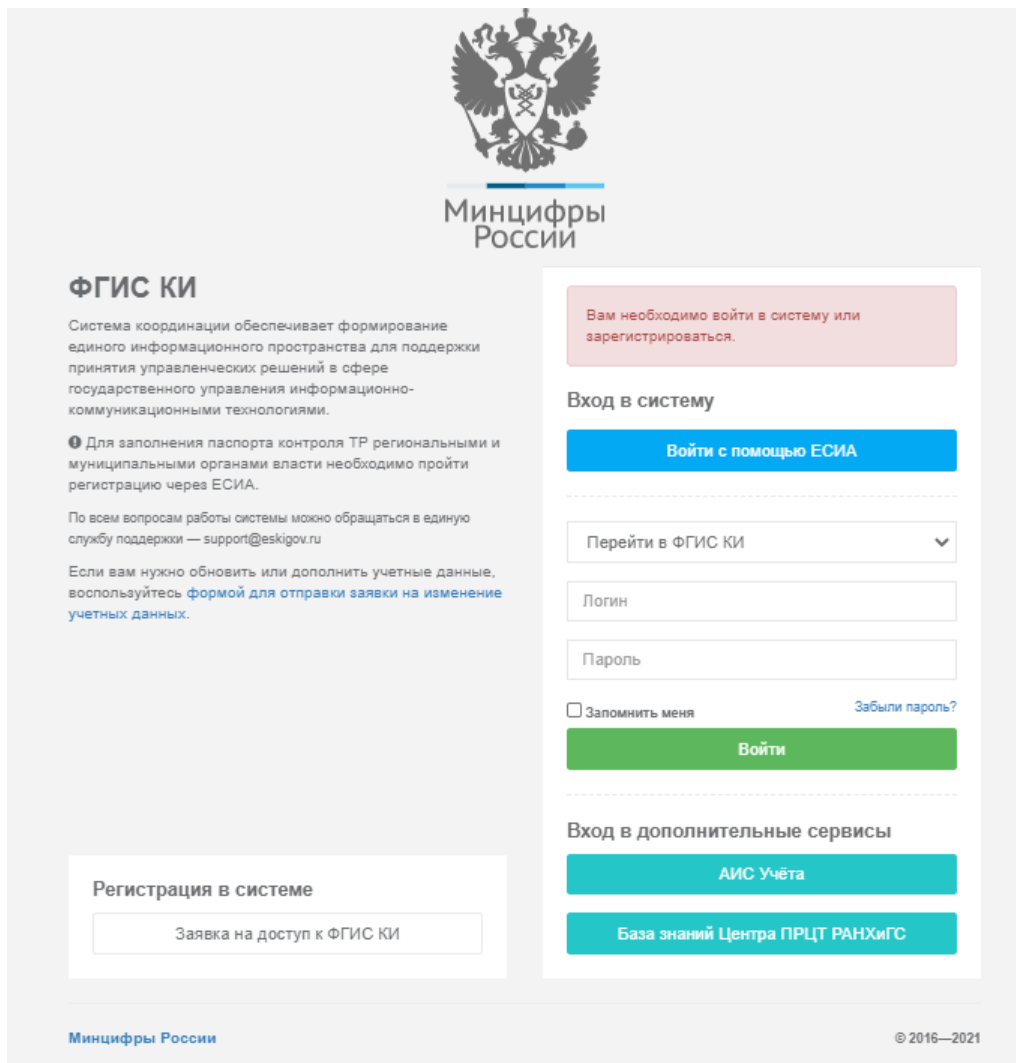 Минцифры
России
ФГИС КИ
Система координации обеспечивает формирование
единого информационного пространства для поддержки
принятия управленческих решений в сфере
государственного управления информационно-
коммуникационными технологиями.
Для заполнения паспорта контроля ТР региональными и
муниципальными органами власти необходимо пройти
регистрацию через ЕСИА.
По всем вопросам работы системы можно обращаться в единую
службу поддержки — support@eskigov.ru
Если вам нужно обновить или дополнить учетные данные,
воспользуйтесь формой для отправки заявки на изменение
учетных данных.
Регистрация в системе
Заявка на доступ к ФГИС КИ
Вам необходимо войти в систему или
зарегистрироваться.
Вход в систему
Войти с помощью ЕСИА
Перейти в ФГИС КИ
Логин
Пароль
Запомнить меня
Забыли пароль?
Войти
Вход в дополнительные сервисы
АИС Учёта
База знаний Центра ПРЦТ РАНХиГС
Минцифры России
© 2016—2021